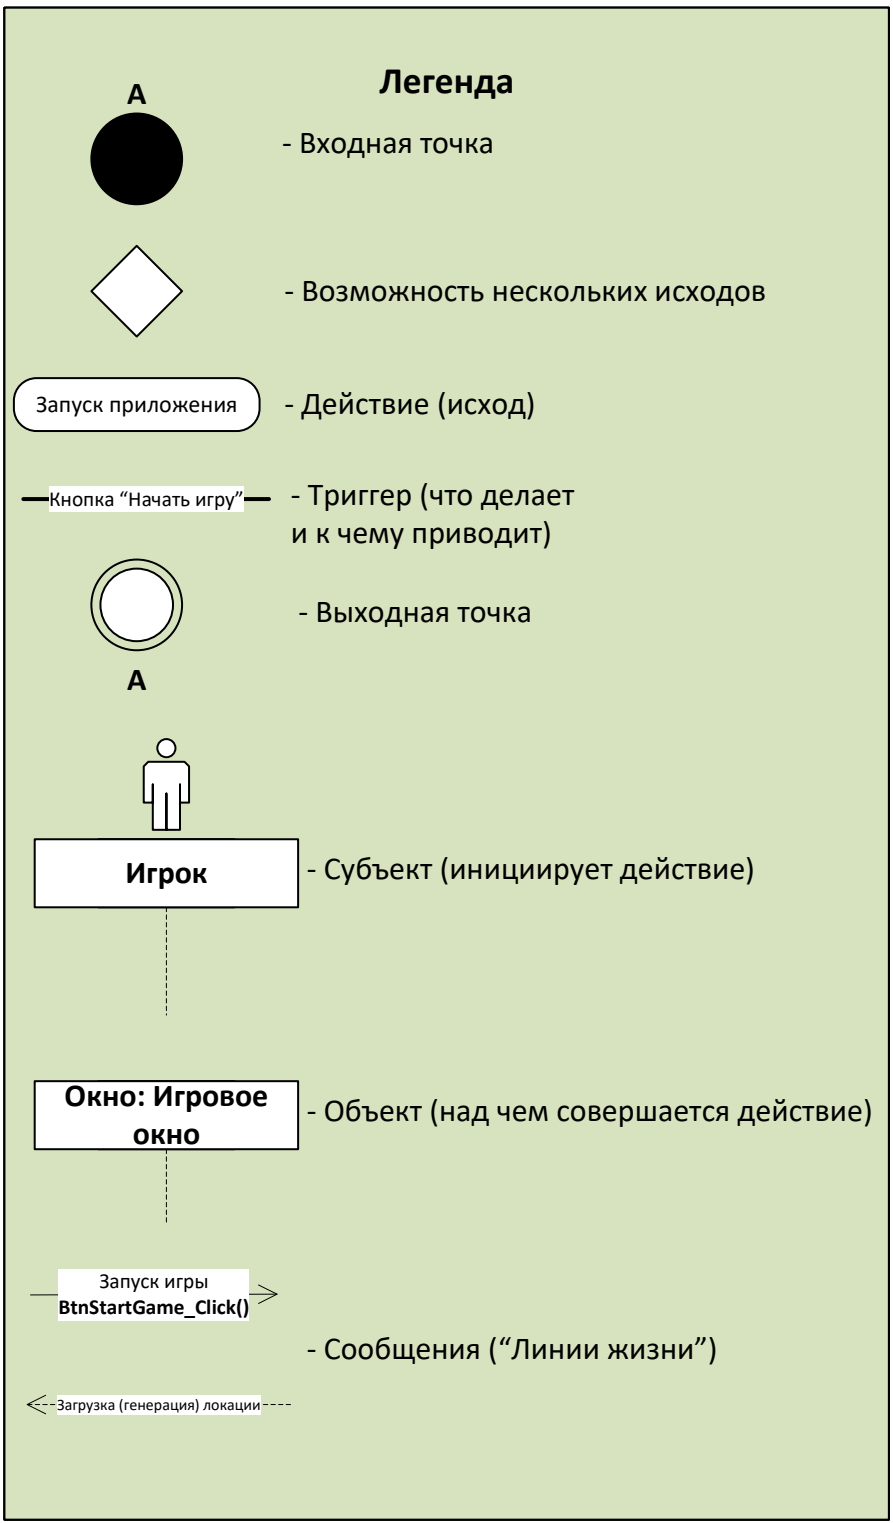 Легенда
А
- Входная точка
- Возможность нескольких исходов
Запуск приложения
- Действие (исход)
Кнопка “Начать игру”
- Триггер (что делает
и к чему приводит)
- Выходная точка
А
Игрок
- Субъект (инициирует действие)
Окно: Игровое
окно
- Объект (над чем совершается действие)
Запуск игры
BtnStartGame_Click()
- Сообщения (“Линии жизни”)
Загрузка (генерация) локации